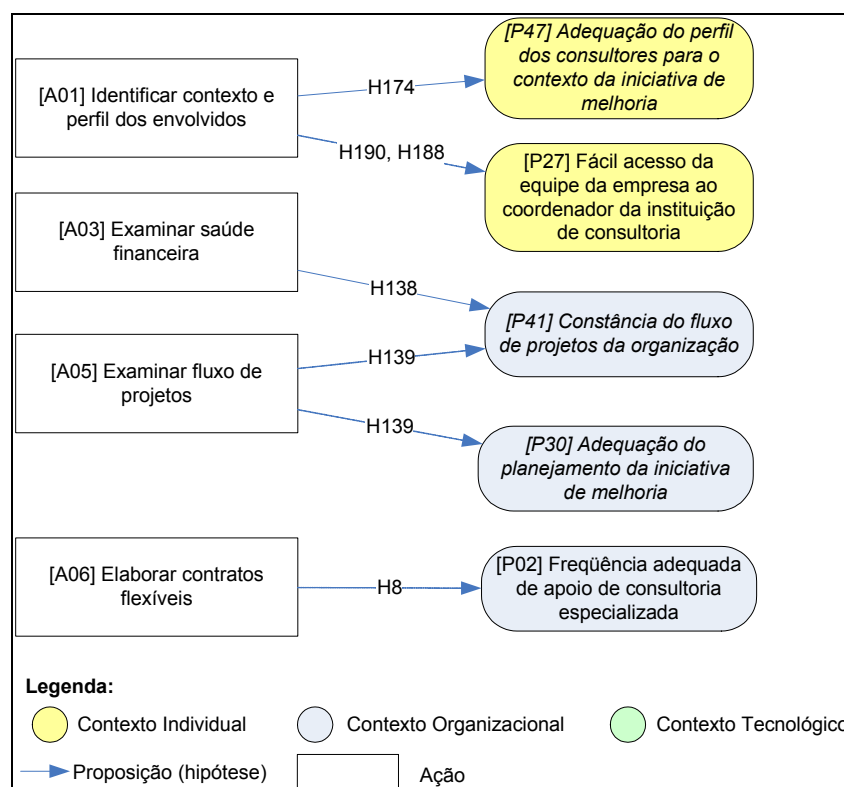 [P47] Adequação do perfil
dos consultores para o
contexto da iniciativa de
melhoria
[A01] Identificar contexto e
perfil dos envolvidos
H174
H190, H188
[P27] Fácil acesso da
equipe da empresa ao
coordenador da instituição
de consultoria
[A03] Examinar saúde
financeira
H138
[P41] Constância do fluxo
de projetos da organização
[A05] Examinar fluxo de
projetos
H139
H139
[P30] Adequação do
planejamento da iniciativa
de melhoria
[A06] Elaborar contratos
flexíveis
H8
[P02] Freqüência adequada
de apoio de consultoria
especializada
Legenda:
Contexto Individual
Contexto Organizacional
Contexto Tecnológico
Proposição (hipótese)
Ação